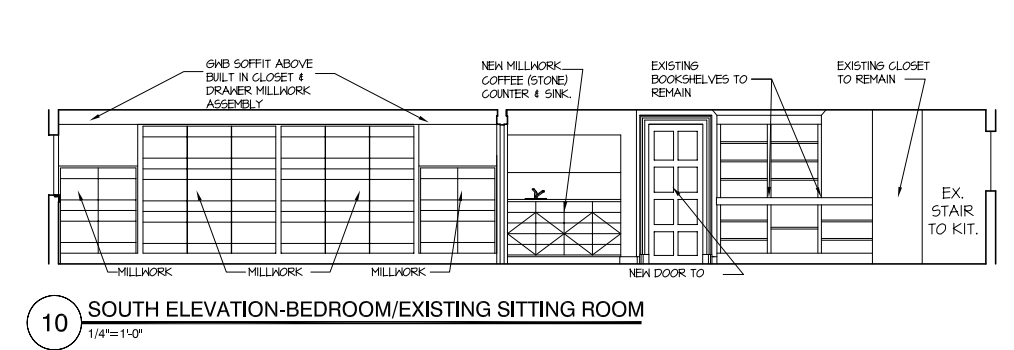 GWB SOFFIT ABOVE
BUILT IN CLOSET &
DRAWER MILLWORK
ASSEMBLY
NEW MILLWORK
COFFEE (STONE)
COUNTER & SINK.
EXISTING
BOOKSHELVES TO
REMAIN
EXISTING CLOSET
TO REMAIN
EX.
STAIR
TO KIT.
MILLWORK
MILLWORK
MILLWORK
NEW DOOR TO
10
SOUTH ELEVATION-BEDROOM/EXISTING SITTING ROOM
1/4"=1'-0"